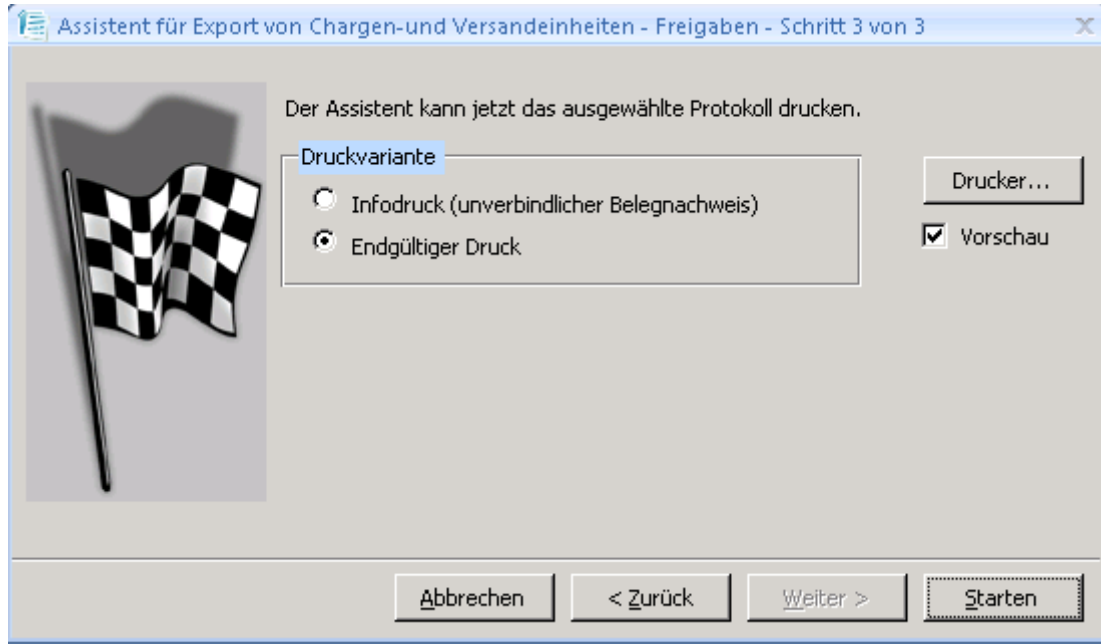 Assistent für Export von Chargen-und Versandeinheiten - Freigaben - Schritt 3 von 3
Der Assistent kann jetzt das ausgewählte Protokoll drucken.
Druckvariante
Infodruck (unverbindlicher Belegnachweis)
Endgültiger Druck
Drucker...
Vorschau
Abbrechen
< Zurück
Weiter >
Starten